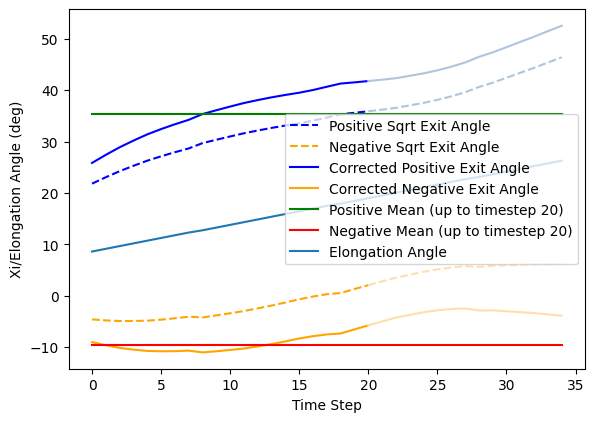 50
40
30
20
10
0
−10
Xi/Elongation Angle (deg)
Positive Sqrt Exit Angle
Negative Sqrt Exit Angle
Corrected Positive Exit Angle
Corrected Negative Exit Angle
Positive Mean (up to timestep 20)
Negative Mean (up to timestep 20)
Elongation Angle
0 5 10 15 20 25 30 35
Time Step